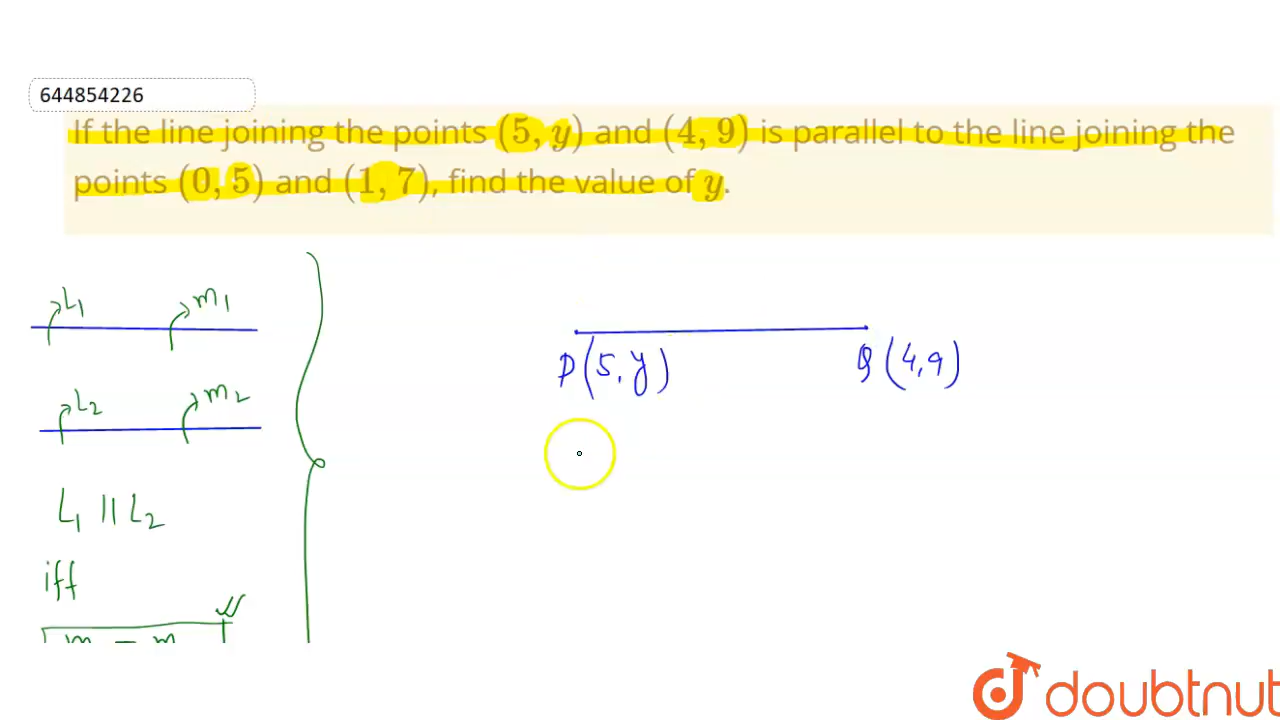 644854226
If the line joining the points (5, y) and (4, 9) is parallel to the line joining the
points (0, 5) and (1, 7), find the value of y.
L1 m1
P(5, y) Q(4, 9)
L2 m2
L1 || L2
iff
m = m
doubtnut